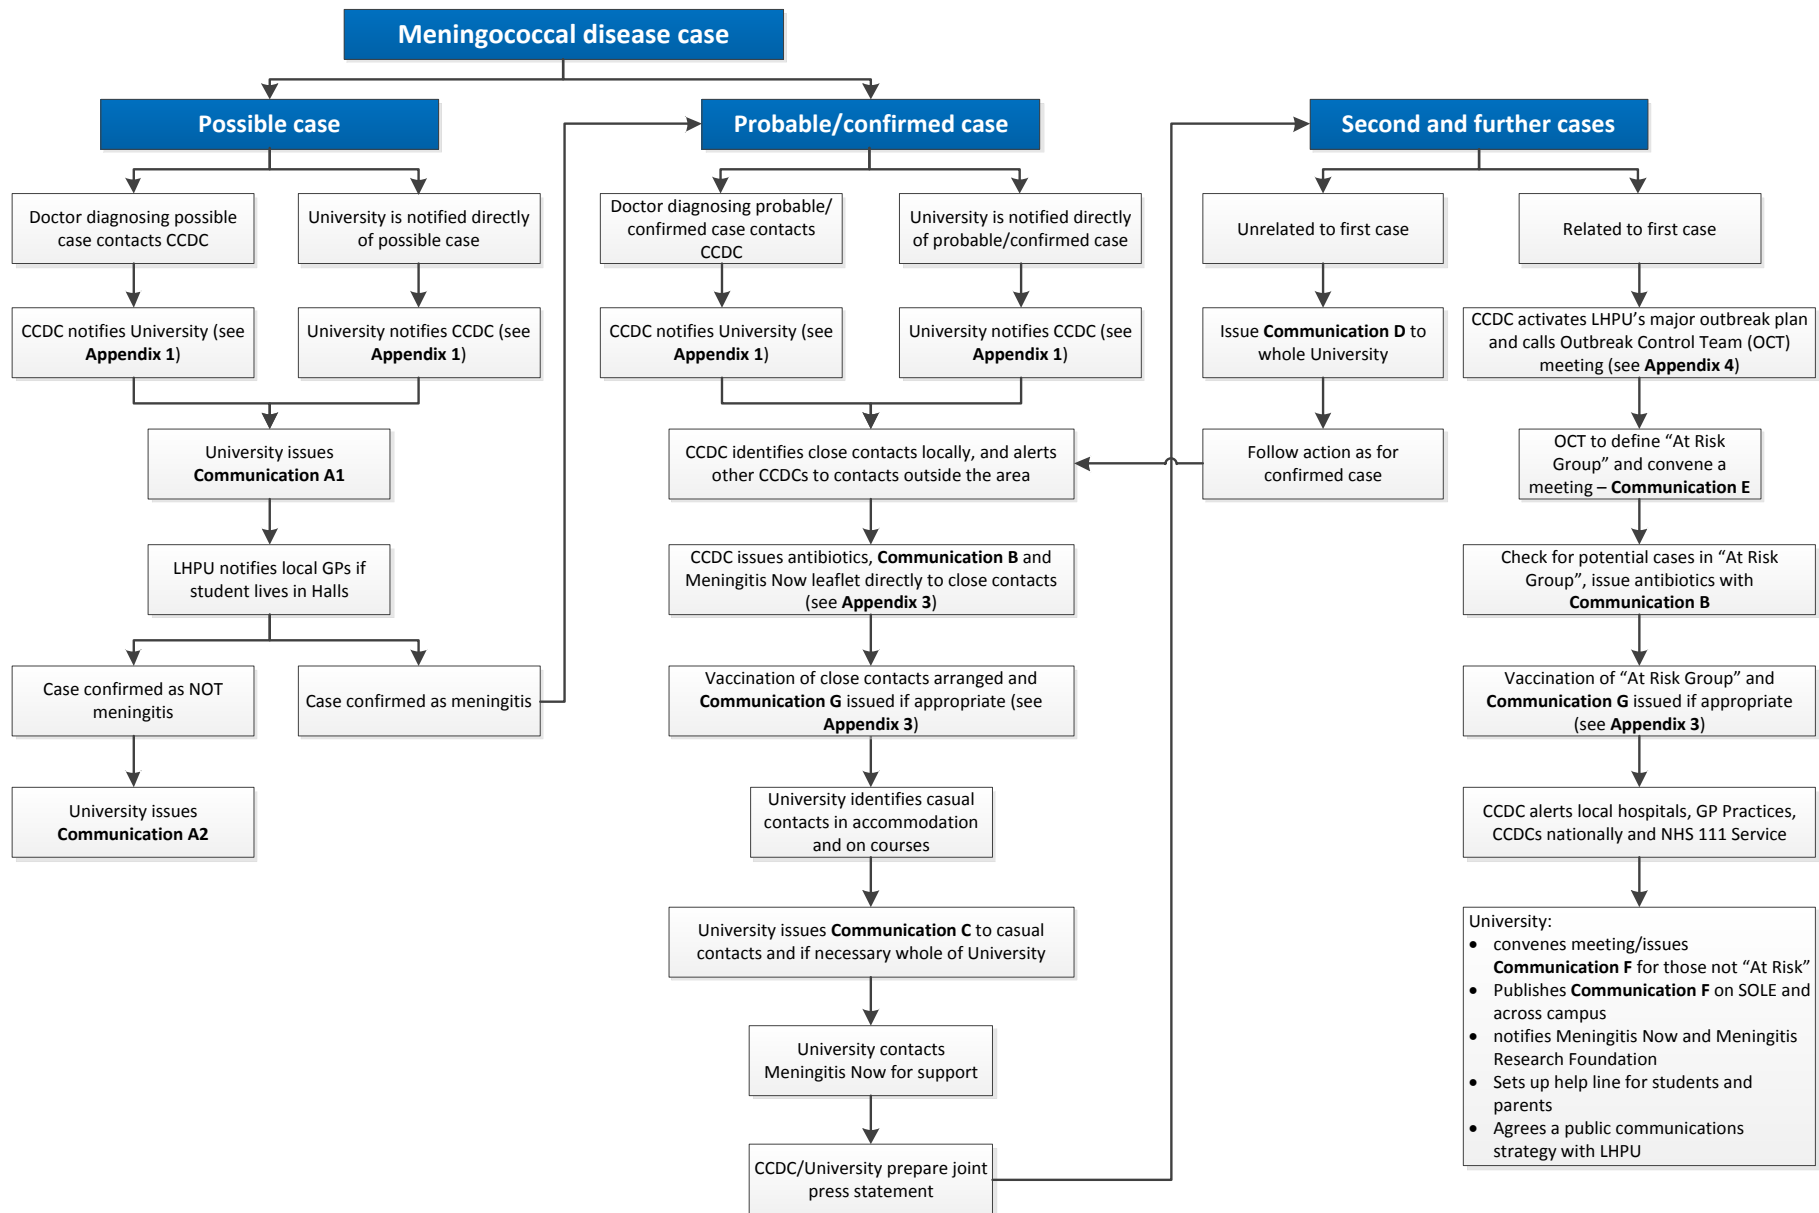 Meningococcal disease case
Possible case
Probable/confirmed case
Second and further cases
Doctor diagnosing possible
case contacts CCDC
University is notified directly
of possible case
Doctor diagnosing probable/
confirmed case contacts
CCDC
University is notified directly
of probable/confirmed case
Unrelated to first case
Related to first case
CCDC notifies University (see
Appendix 1)
University notifies CCDC (see
Appendix 1)
CCDC notifies University (see
Appendix 1)
University notifies CCDC (see
Appendix 1)
Issue Communication D to
whole University
CCDC activates LHPU’s major outbreak plan
and calls Outbreak Control Team (OCT)
meeting (see Appendix 4)
University issues
Communication A1
CCDC identifies close contacts locally, and alerts
other CCDCs to contacts outside the area
Follow action as for
confirmed case
OCT to define “At Risk
Group” and convene a
meeting – Communication E
LHPU notifies local GPs if
student lives in Halls
CCDC issues antibiotics, Communication B and
Meningitis Now leaflet directly to close contacts
(see Appendix 3)
Check for potential cases in “At Risk
Group”, issue antibiotics with
Communication B
Case confirmed as NOT
meningitis
Case confirmed as meningitis
Vaccination of close contacts arranged and
Communication G issued if appropriate (see
Appendix 3)
Vaccination of “At Risk Group” and
Communication G issued if appropriate
(see Appendix 3)
University issues
Communication A2
University identifies casual
contacts in accommodation
and on courses
CCDC alerts local hospitals, GP Practices,
CCDCs nationally and NHS 111 Service
University issues Communication C to casual
contacts and if necessary whole of University
University:
• convenes meeting/issues
Communication F for those not “At Risk”
• Publishes Communication F on SOLE and
across campus
• notifies Meningitis Now and Meningitis
Research Foundation
• Sets up help line for students and
parents
• Agrees a public communications
strategy with LHPU
University contacts
Meningitis Now for support
CCDC/University prepare joint
press statement